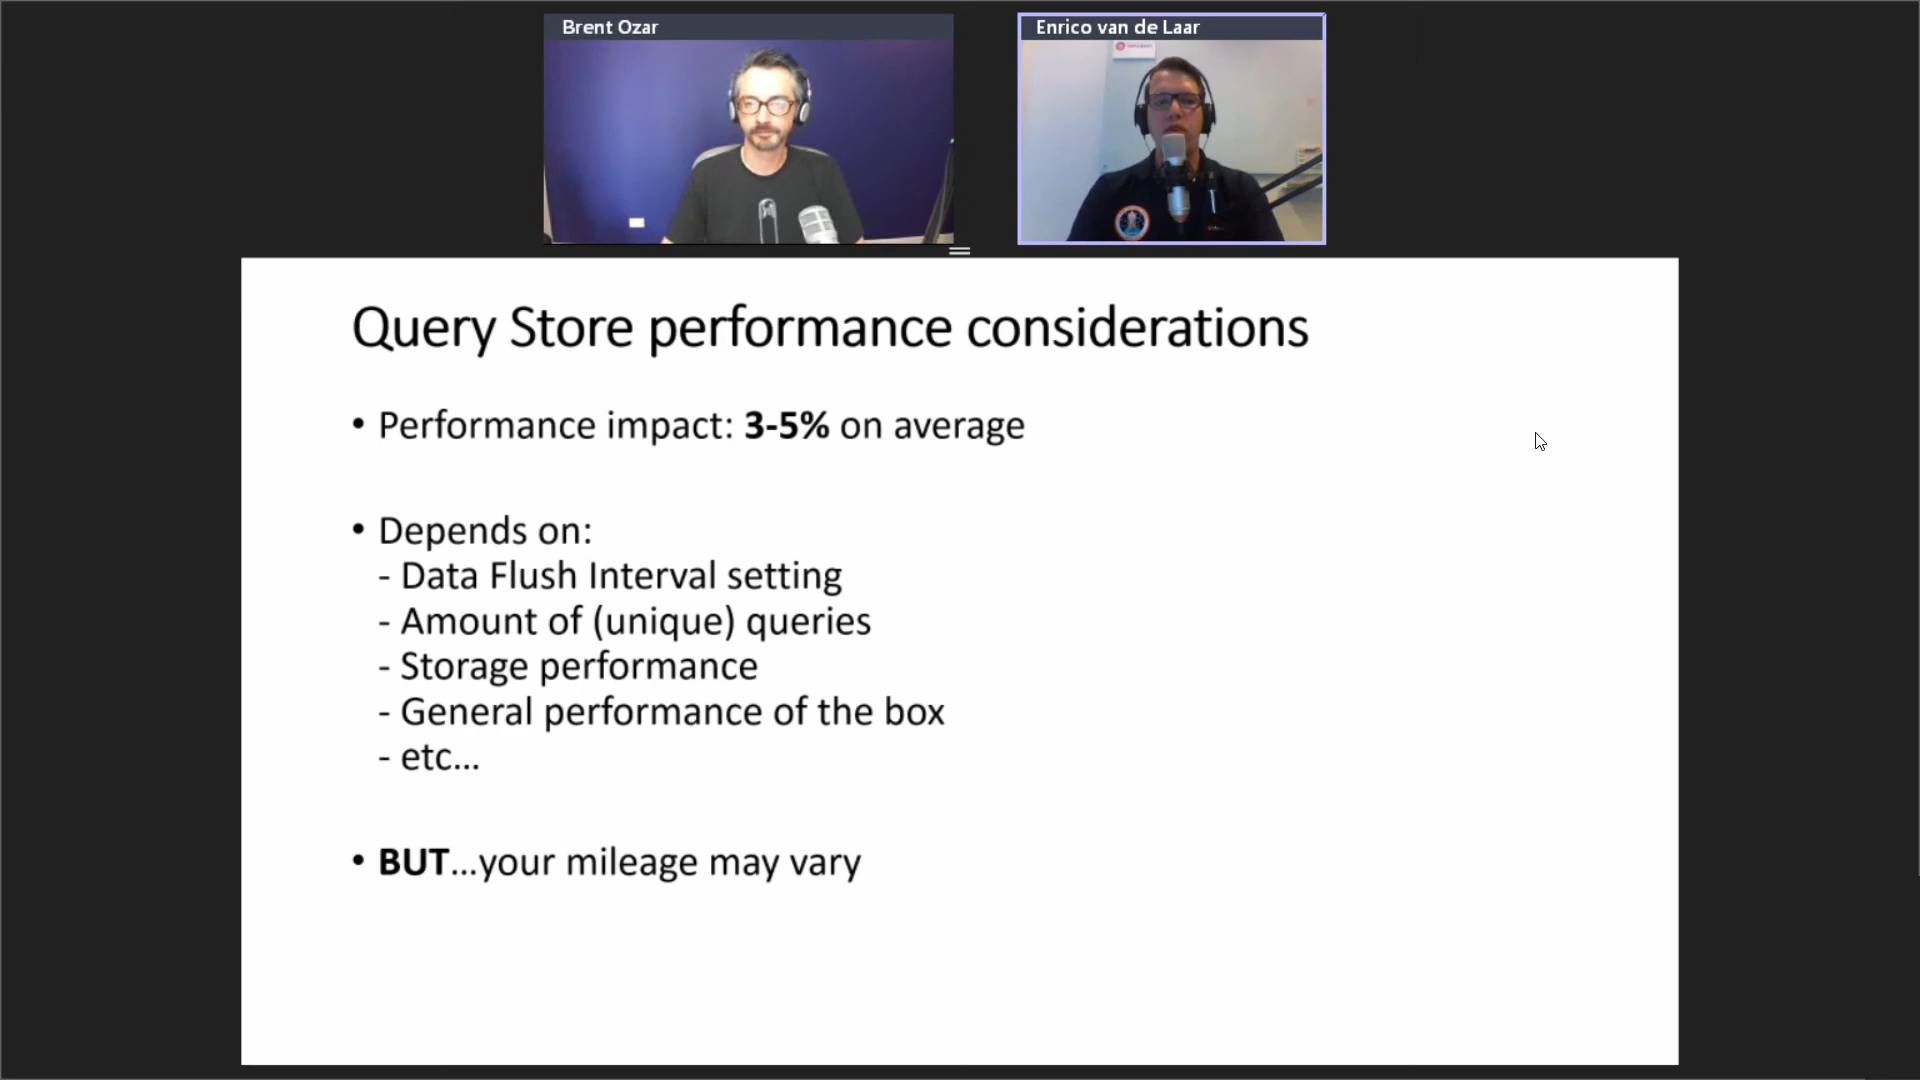 Brent Ozar
Enrico van de Laar
Query Store performance considerations
• Performance impact: 3-5% on average
• Depends on:
- Data Flush Interval setting
- Amount of (unique) queries
- Storage performance
- General performance of the box
- etc...
• BUT...your mileage may vary